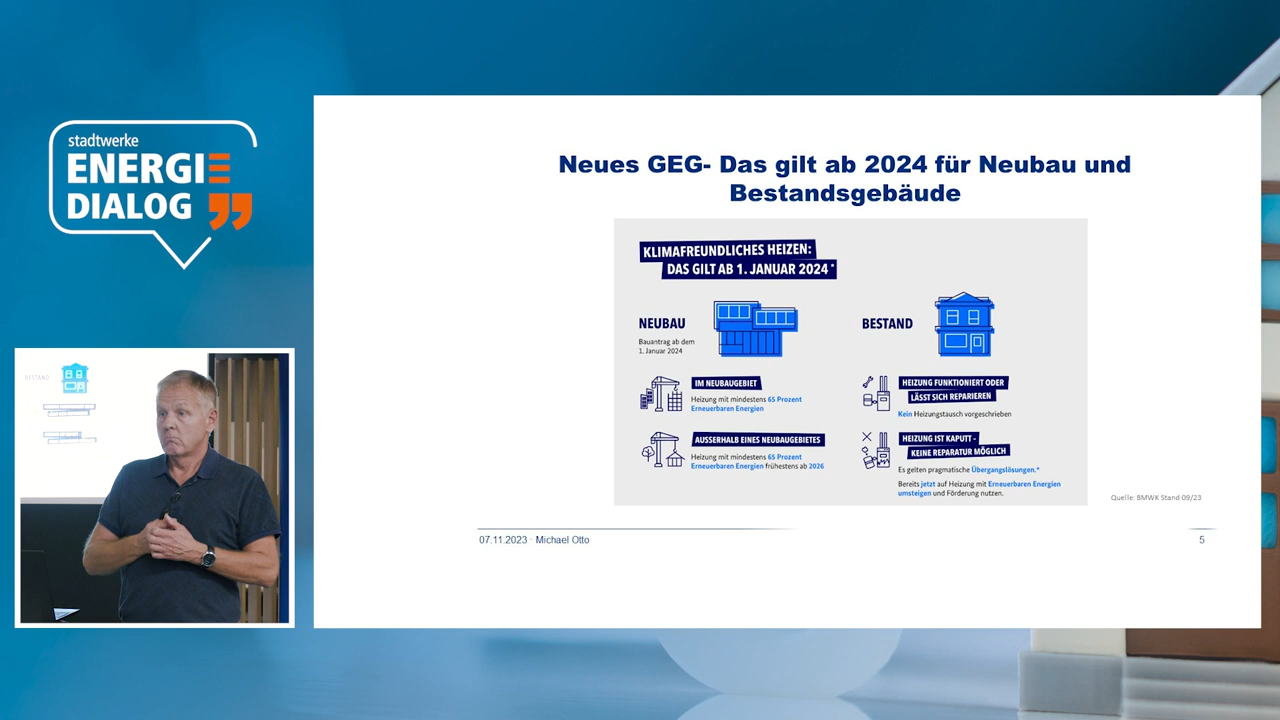 stadtwerke
ENERGIE
DIALOG
Neues GEG- Das gilt ab 2024 für Neubau und
Bestandsgebäude
KLIMAFREUNDLICHES HEIZEN:
DAS GILT AB 1. JANUAR 2024*
NEUBAU
Bauantrag ab dem
1. Januar 2024
IM NEUBAUGEBIET
Heizung mit mindestens 65 Prozent
Erneuerbaren Energien
AUSSERHALB EINES NEUBAUGEBIETES
Heizung mit mindestens 65 Prozent
Erneuerbaren Energien frühestens ab 2026
BESTAND
HEIZUNG FUNKTIONIERT ODER
LÄSST SICH REPARIEREN
Kein Heizungstausch vorgeschrieben
HEIZUNG IST KAPUTT -
KEINE REPARATUR MÖGLICH
Es gelten pragmatische Übergangslösungen.*
Bereits jetzt auf Heizung mit Erneuerbaren Energien
umsteigen und Förderung nutzen.
Quelle: BMWK Stand 09/23
07.11.2023 · Michael Otto
5
BESTAND